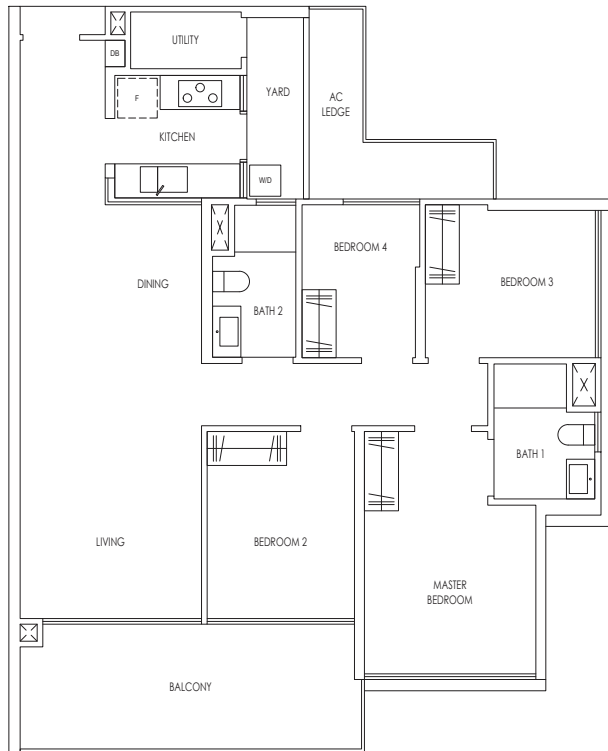 UTILITY
DB
F
YARD
AC
LEDGE
KITCHEN
W/D
BEDROOM 4
DINING
BEDROOM 3
BATH 2
BATH 1
LIVING
BEDROOM 2
MASTER
BEDROOM
BALCONY